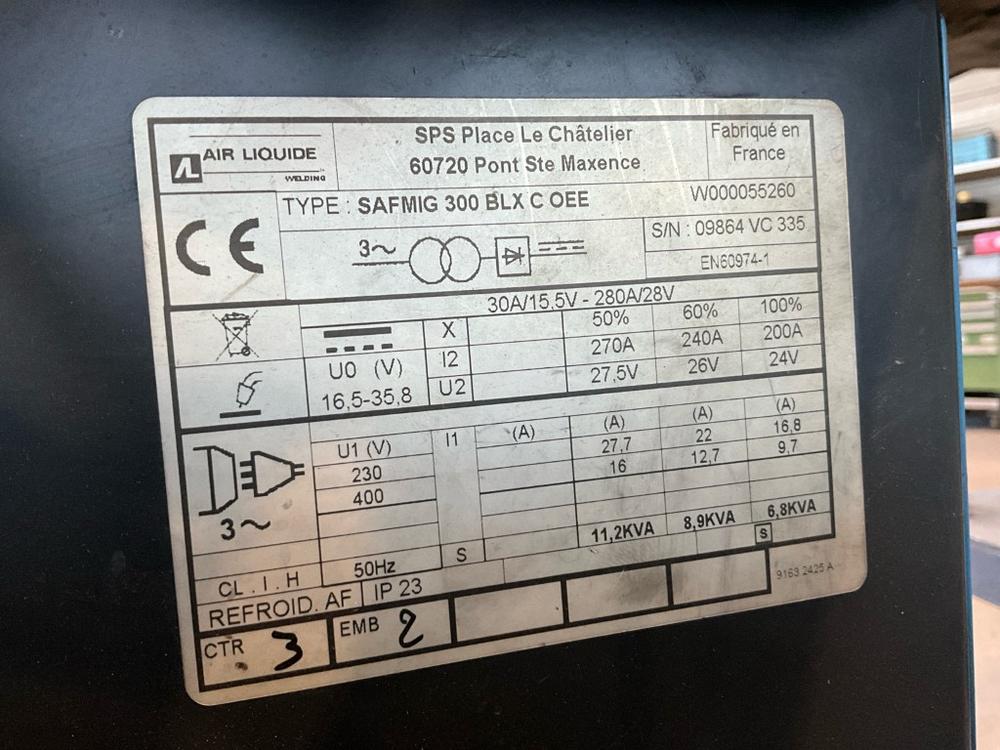 AIR LIQUIDE
WELDING
SPS Place Le Châtelier
60720 Pont Ste Maxence
Fabriqué en
France
TYPE : SAFMIG 300 BLX C OEE
W000055260
CE
3~
S/N : 09864 VC 335
EN60974-1
30A/15,5V - 280A/28V
X 50% 60% 100%
U0 (V) I2 270A 240A 200A
16,5-35,8 U2 27,5V 26V 24V
U1 (V) I1 (A) (A) (A) (A)
230 27,7 22 16,8
400 16 12,7 9,7
3~
S 11,2KVA 8,9KVA 6,8KVA
CL . I . H 50Hz
S
REFROID. AF IP 23
9163 2425 A
CTR 3 EMB 2